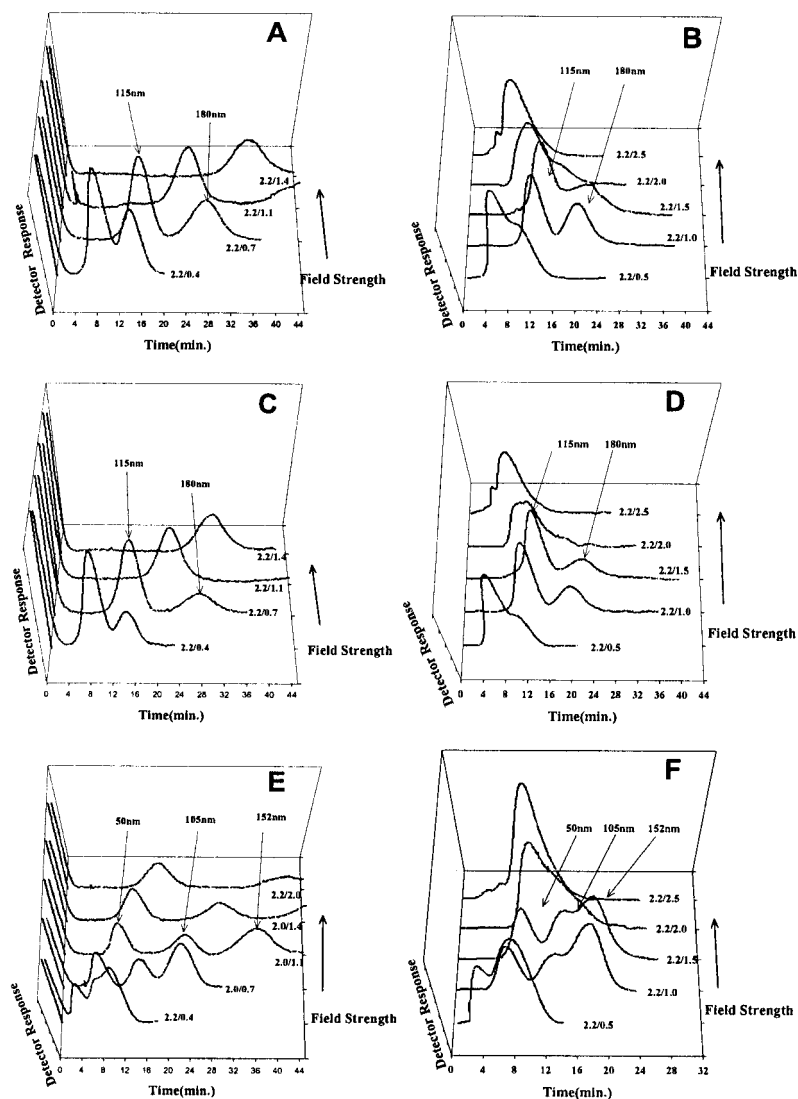 A
115nm
180nm
2.2/1.4
2.2/1.1
2.2/0.7
2.2/0.4
Detector Response
Field Strength
0 4 8 12 16 20 24 28 32 36 40 44
Time(min.)
B
115nm
180nm
2.2/2.5
2.2/2.0
2.2/1.5
2.2/1.0
2.2/0.5
Detector Response
Field Strength
0 4 8 12 16 20 24 28 32 36 40 44
Time(min.)
C
115nm
180nm
2.2/1.4
2.2/1.1
2.2/0.7
2.2/0.4
Detector Response
Field Strength
0 4 8 12 16 20 24 28 32 36 40 44
Time(min.)
D
115nm
180nm
2.2/2.5
2.2/2.0
2.2/1.5
2.2/1.0
2.2/0.5
Detector Response
Field Strength
0 4 8 12 16 20 24 28 32 36 40 44
Time(min.)
E
50nm
105nm
152nm
2.2/2.0
2.0/1.4
2.0/1.1
2.0/0.7
2.2/0.4
Detector Response
Field Strength
0 4 8 12 16 20 24 28 32 36 40 44
Time(min.)
F
50nm
105nm
152nm
2.2/2.5
2.2/2.0
2.2/1.5
2.2/1.0
2.2/0.5
Detector Response
Field Strength
0 4 8 12 16 20 24 28 32
Time(min.)